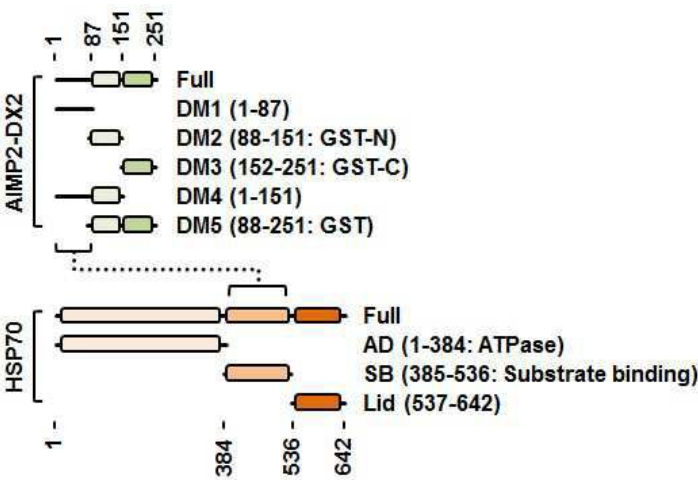 1 87 151 251
AIMP2-DX2
Full
DM1 (1-87)
DM2 (88-151: GST-N)
DM3 (152-251: GST-C)
DM4 (1-151)
DM5 (88-251: GST)
HSP70
Full
AD (1-384: ATPase)
SB (385-536: Substrate binding)
Lid (537-642)
1 384 536 642